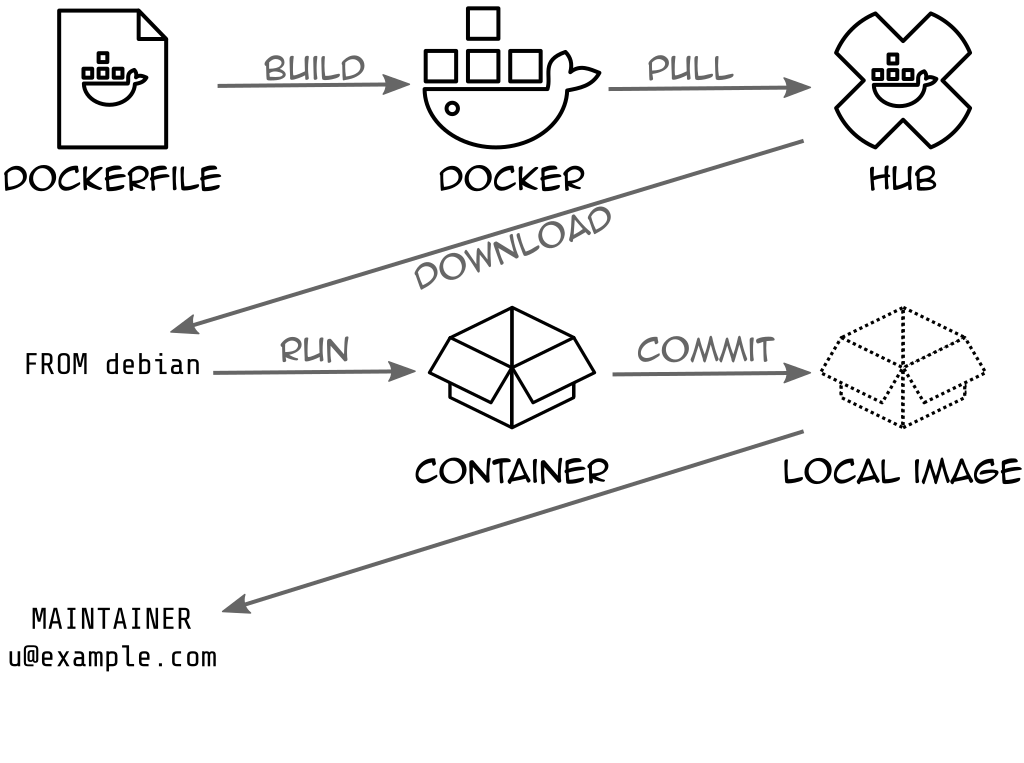 BUILD
PULL
DOCKERFILE
DOCKER
HUB
DOWNLOAD
RUN
COMMIT
FROM debian
CONTAINER
LOCAL IMAGE
MAINTAINER
u@example.com